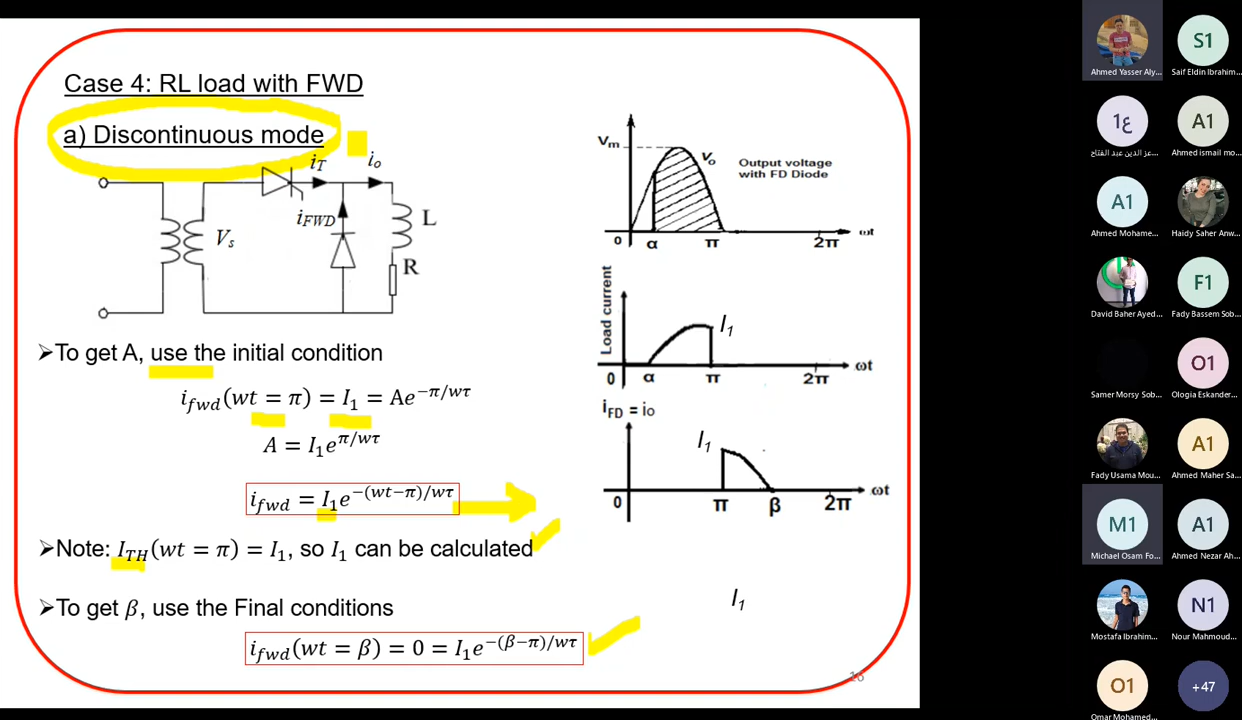 Case 4: RL load with FWD
a) Discontinuous mode
i_T
i_o
i_FWD
V_s
L
R
➢To get A, use the initial condition
i_fwd(wt = π) = I_1 = Ae^{−π/wτ}
A = I_1e^{π/wτ}
i_fwd = I_1e^{−(wt−π)/wτ}
➢Note: I_TH(wt = π) = I_1, so I_1 can be calculated
➢To get β, use the Final conditions
i_fwd(wt = β) = 0 = I_1e^{−(β−π)/wτ}
Vm
Vo
Output voltage
with FD Diode
0 α π 2π ωt
Load current
I_1
0 α π 2π ωt
i_FD = io
I_1
0 π β 2π ωt
I_1
16
Ahmed Yasser Aly...
S1
Saif Eldin Ibrahim...
ع1
عز الدين عبد الفتاح...
A1
Ahmed ismail mo...
A1
Ahmed Mohame...
Haidy Saher Anw...
David Baher Ayed...
F1
Fady Bassem Sob...
Samer Morsy Sob...
O1
Ologia Eskander...
Fady Usama Mou...
A1
Ahmed Maher Sa...
M1
Michael Osam Fo...
A1
Ahmed Nezar Ah...
Mostafa Ibrahim...
N1
Nour Mahmoud...
O1
Omar Mohamed...
+47